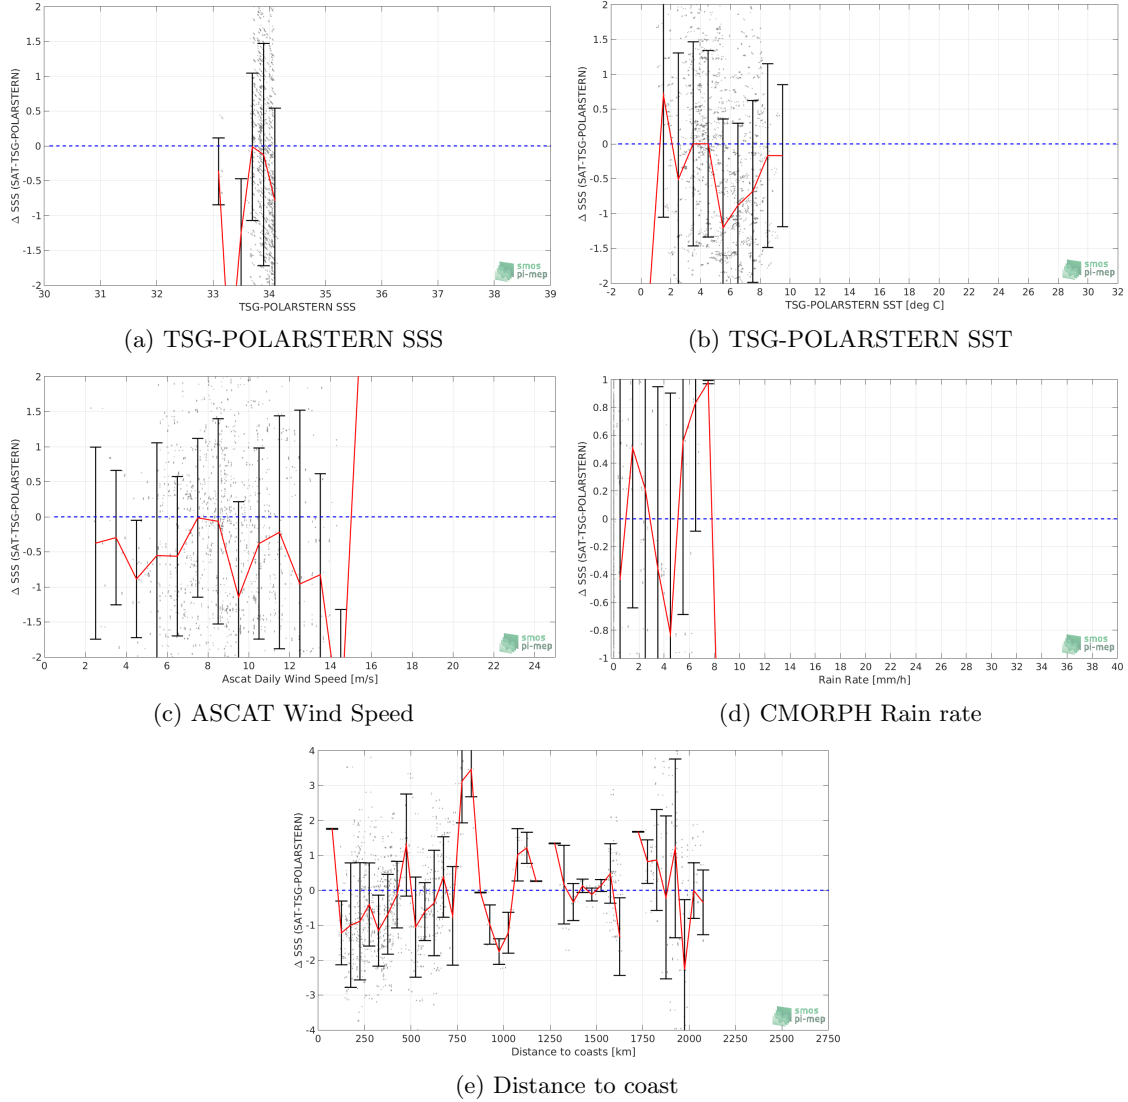 2
1.5
1
0.5
0
-0.5
-1
-1.5
-2
Δ SSS (SAT-TSG-POLARSTERN)
30 31 32 33 34 35 36 37 38 39
TSG-POLARSTERN SSS
smos
pi-mep
(a) TSG-POLARSTERN SSS
2
1.5
1
0.5
0
-0.5
-1
-1.5
-2
Δ SSS (SAT-TSG-POLARSTERN)
-2 0 2 4 6 8 10 12 14 16 18 20 22 24 26 28 30 32
TSG-POLARSTERN SST [deg C]
smos
pi-mep
(b) TSG-POLARSTERN SST
2
1.5
1
0.5
0
-0.5
-1
-1.5
-2
Δ SSS (SAT-TSG-POLARSTERN)
0 2 4 6 8 10 12 14 16 18 20 22 24
Ascat Daily Wind Speed [m/s]
smos
pi-mep
(c) ASCAT Wind Speed
1
0.8
0.6
0.4
0.2
0
-0.2
-0.4
-0.6
-0.8
-1
Δ SSS (SAT-TSG-POLARSTERN)
0 2 4 6 8 10 12 14 16 18 20 22 24 26 28 30 32 34 36 38 40
Rain Rate [mm/h]
smos
pi-mep
(d) CMORPH Rain rate
4
3
2
1
0
-1
-2
-3
-4
Δ SSS (SAT-TSG-POLARSTERN)
0 250 500 750 1000 1250 1500 1750 2000 2250 2500 2750
Distance to coasts [km]
smos
pi-mep
(e) Distance to coast